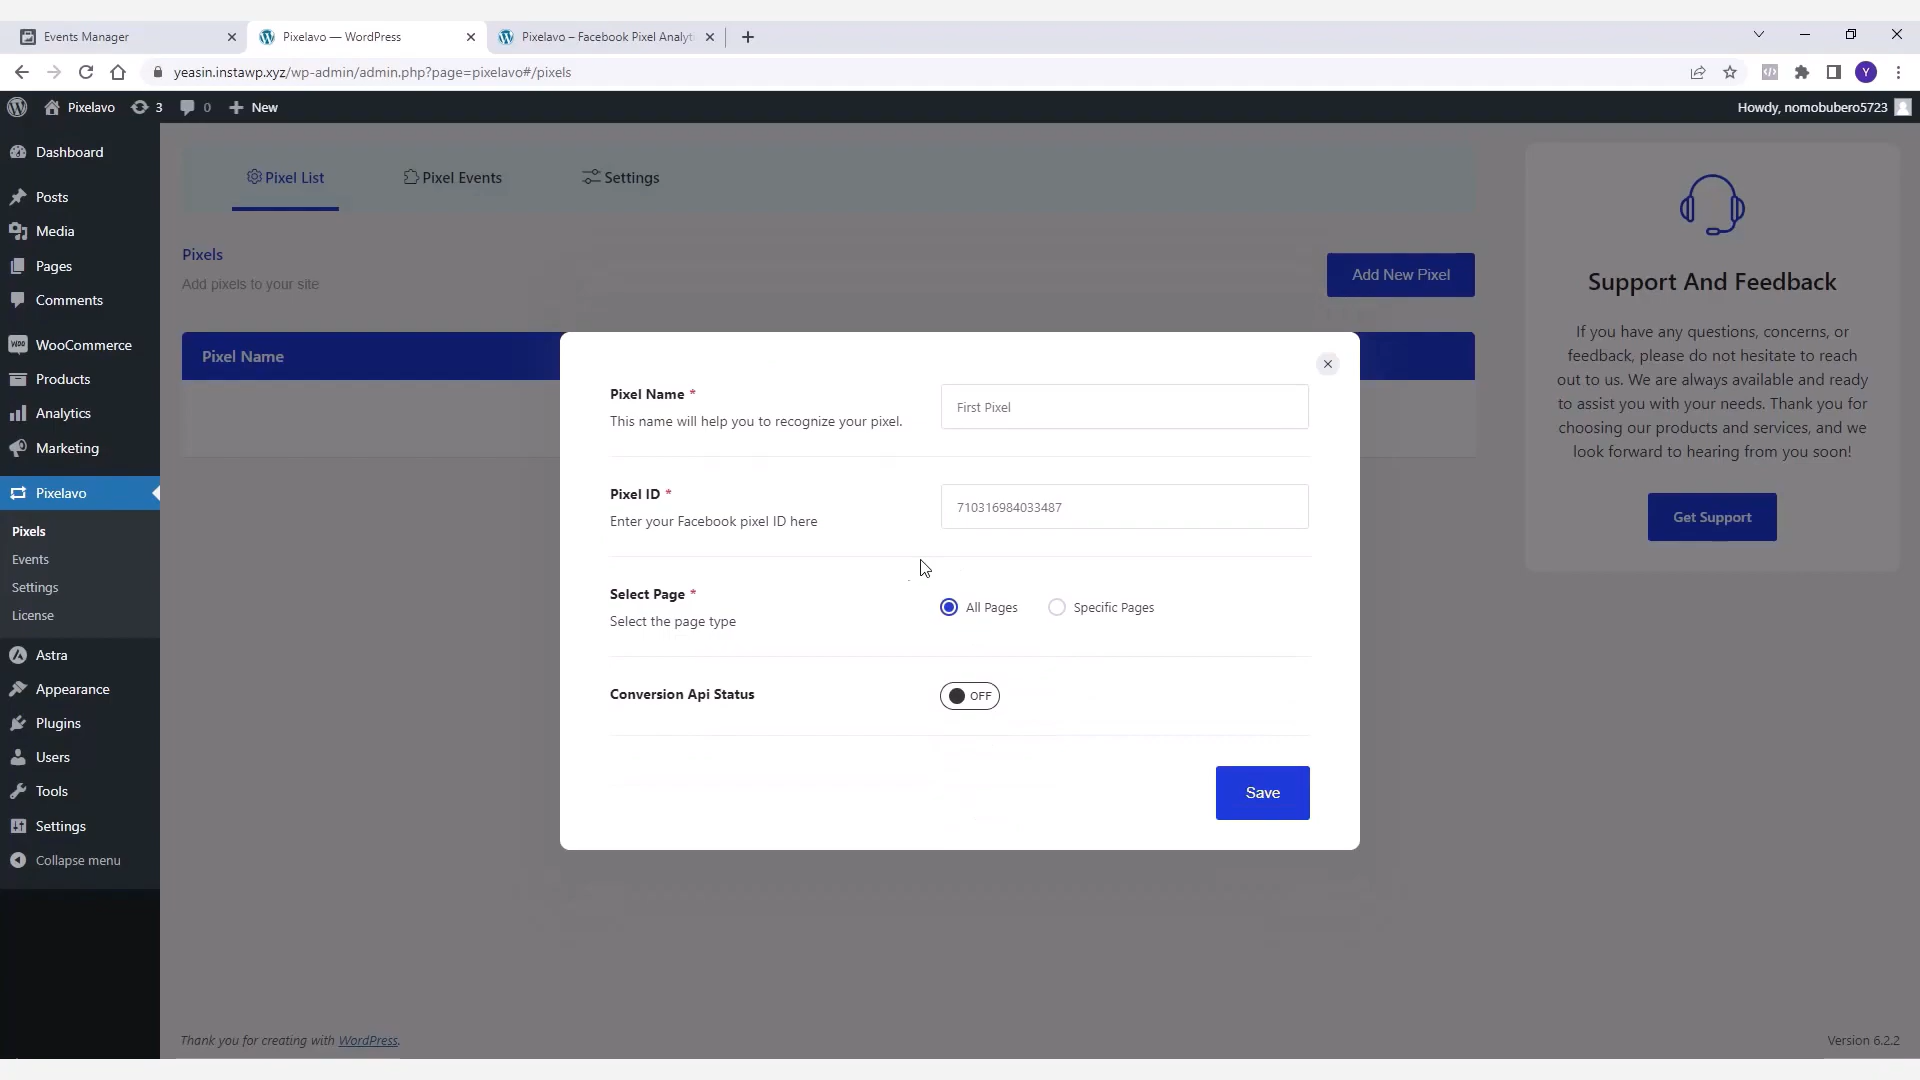 Events Manager
Pixelavo — WordPress
Pixelavo – Facebook Pixel Analyti
yeasin.instawp.xyz/wp-admin/admin.php?page=pixelavo#/pixels
Y
Pixelavo
3
0
New
Howdy, nomobubero5723
Dashboard
Posts
Media
Pages
Comments
WooCommerce
Products
Analytics
Marketing
Pixelavo
Pixels
Events
Settings
License
Astra
Appearance
Plugins
Users
Tools
Settings
Collapse menu
Pixel List
Pixel Events
Settings
Pixels
Add pixels to your site
Add New Pixel
Pixel Name
Pixel Name *
This name will help you to recognize your pixel.
First Pixel
Pixel ID *
Enter your Facebook pixel ID here
710316984033487
Select Page *
Select the page type
All Pages
Specific Pages
Conversion Api Status
OFF
Save
Support And Feedback
If you have any questions, concerns, or
feedback, please do not hesitate to reach
out to us. We are always available and ready
to assist you with your needs. Thank you for
choosing our products and services, and we
look forward to hearing from you soon!
Get Support
Thank you for creating with WordPress.
Version 6.2.2